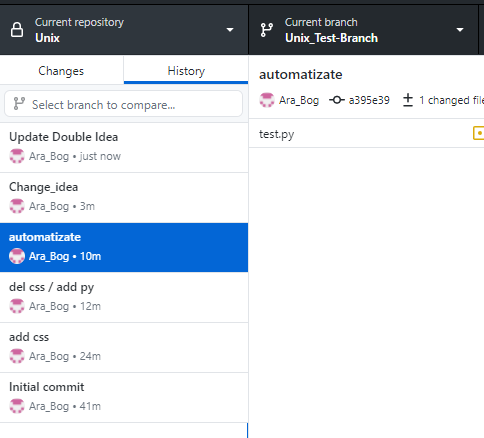 Current repository
Unix
Current branch
Unix_Test-Branch
Changes
History
Select branch to compare...
Update Double Idea
Ara_Bog • just now
Change_idea
Ara_Bog • 3m
automatizate
Ara_Bog • 10m
del css / add py
Ara_Bog • 12m
add css
Ara_Bog • 24m
Initial commit
Ara_Bog • 41m
automatizate
Ara_Bog a395e39 1 changed file
test.py